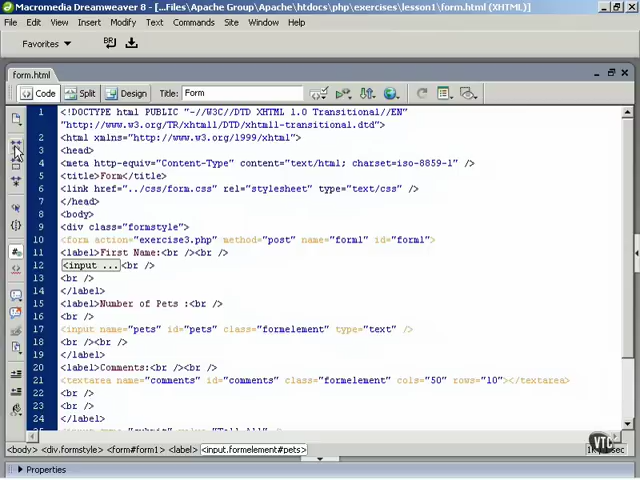 Macromedia Dreamweaver 8 - [...Files/Apache Group/Apache/htdocs/php/exercises/lesson1/form.html (XHTML)]
File Edit View Insert Modify Text Commands Site Window Help
Favorites
form.html
Code Split Design Title: Form
1 <!DOCTYPE html PUBLIC "-//W3C//DTD XHTML 1.0 Transitional//EN"
"http://www.w3.org/TR/xhtml1/DTD/xhtml1-transitional.dtd">
2 <html xmlns="http://www.w3.org/1999/xhtml">
3 <head>
4 <meta http-equiv="Content-Type" content="text/html; charset=iso-8859-1" />
5 <title>Form</title>
6 <link href="../css/form.css" rel="stylesheet" type="text/css" />
7 </head>
8 <body>
9 <div class="formstyle">
10 <form action="exercise3.php" method="post" name="form1" id="form1">
11 <label>First Name:<br /><br />
12 <input ...<br />
13 <br />
14 </label>
15 <label>Number of Pets :<br />
16 <br />
17 <input name="pets" id="pets" class="formelement" type="text" />
18 <br /><br />
19 </label>
20 <label>Comments:<br /><br />
21 <textarea name="comments" id="comments" class="formelement" cols="50" rows="10"></textarea>
22 <br />
23 <br />
24 </label>
<body> <div.formstyle> <form#form1> <label> <input.formelement#pets>
VTC
Properties